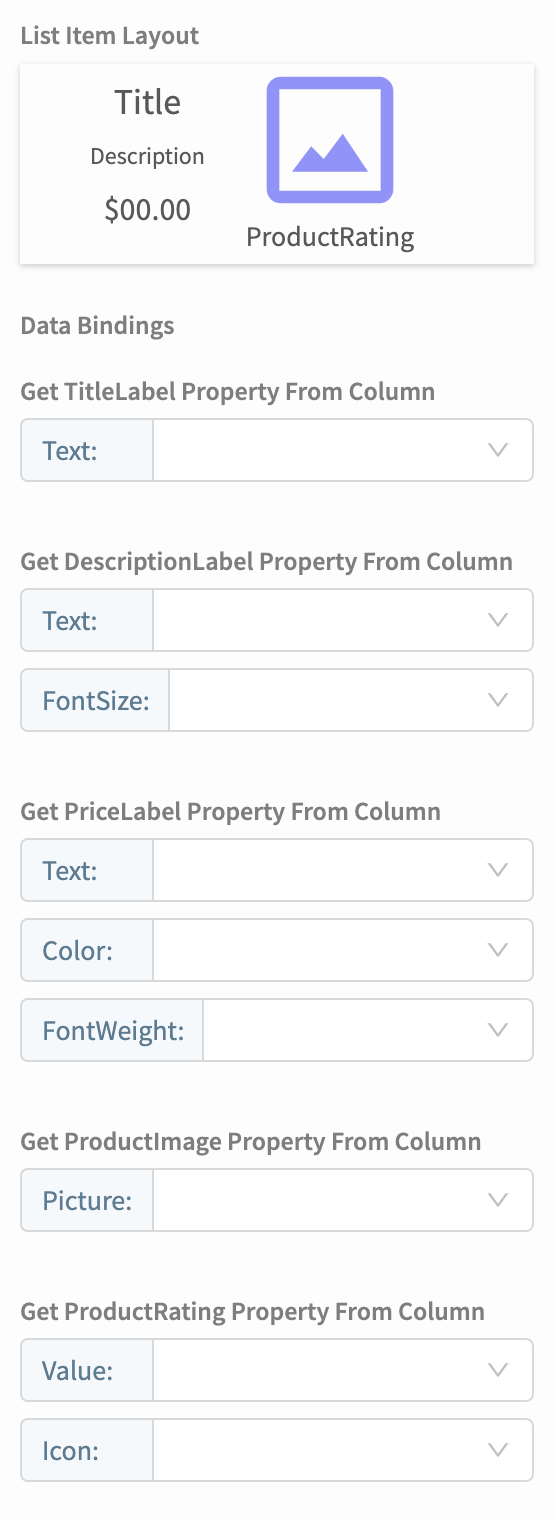 List Item Layout
Title
Description
$00.00
ProductRating
Data Bindings
Get TitleLabel Property From Column
Text:
Get DescriptionLabel Property From Column
Text:
FontSize:
Get PriceLabel Property From Column
Text:
Color:
FontWeight:
Get ProductImage Property From Column
Picture:
Get ProductRating Property From Column
Value:
Icon: